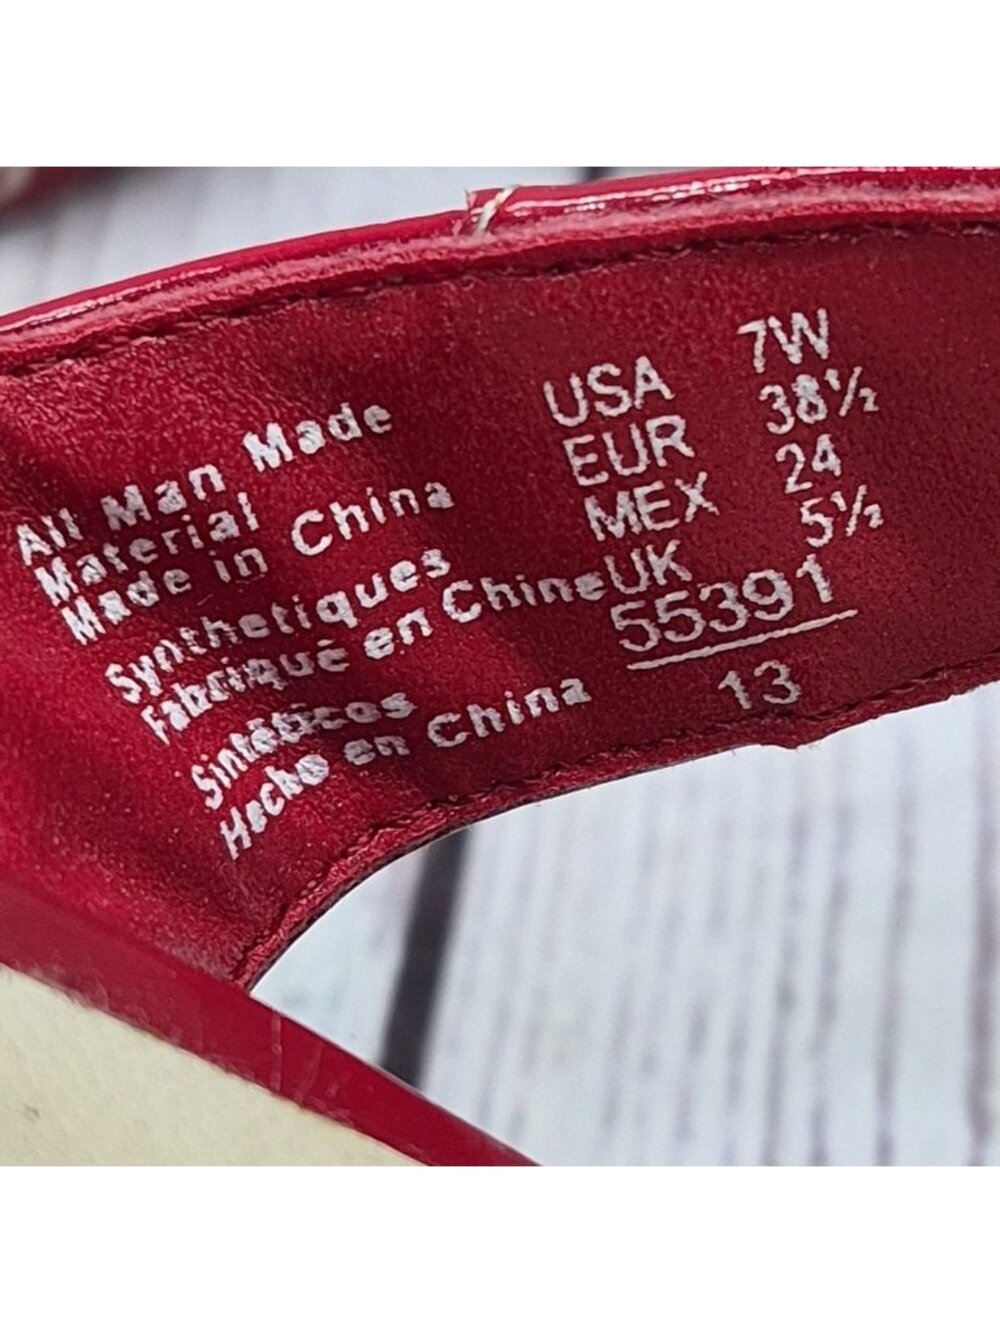 All Man Made
Material
Made in China
Synthetiques
Fabriqué en Chine
Sintéticos
Hecho en China
USA 7W
EUR 38½
MEX 24
UK 5½
55391
13